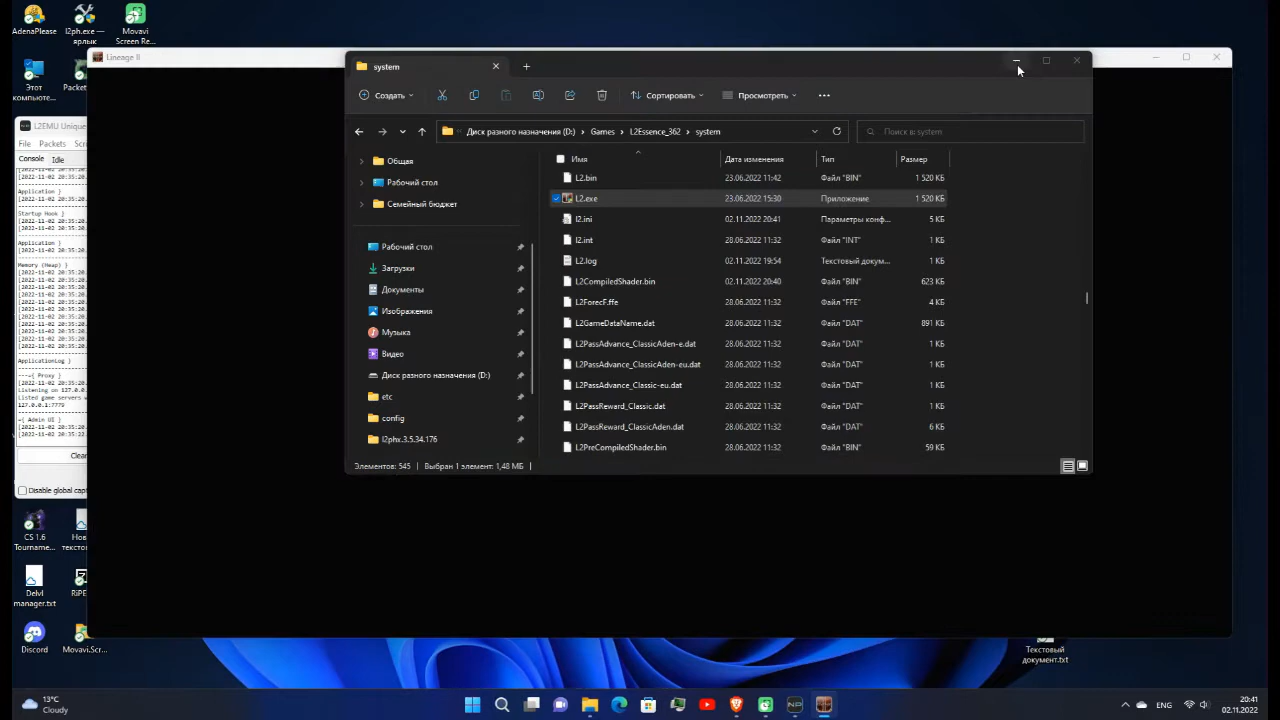 AdenaPlease
l2ph.exe —
ярлык
Movavi
Screen Re...
Этот
компьюте...
Packet
Lineage II
L2EMU Unique
File Packets Scr
Console Idle
Application }
Startup Hook }
Application }
Memory (Heap) }
ApplicationLog }
---={ Proxy }
Listening on 127.0.0.
Listed game servers w
127.0.0.1:7779
={ Admin UI }
Clea
Disable global capt
CS 1.6
Tourname...
Нов
текстo
Delvl
manager.txt
RiPE
Discord
Movavi.Scr...
system
Создать
Сортировать
Просмотреть
Диск разного назначения (D:) > Games > L2Essence_362 > system
Поиск в: system
Общая
Рабочий стол
Семейный бюджет
Рабочий стол
Загрузки
Документы
Изображения
Музыка
Видео
Диск разного назначения (D:)
etc
config
l2phx.3.5.34.176
Имя Дата изменения Тип Размер
L2.bin 23.06.2022 11:42 Файл "BIN" 1 520 КБ
L2.exe 23.06.2022 15:30 Приложение 1 520 КБ
l2.ini 02.11.2022 20:41 Параметры конф... 5 КБ
l2.int 28.06.2022 11:32 Файл "INT" 1 КБ
L2.log 02.11.2022 19:54 Текстовый докум... 1 КБ
L2CompiledShader.bin 02.11.2022 20:40 Файл "BIN" 623 КБ
L2ForecF.ffe 28.06.2022 11:32 Файл "FFE" 4 КБ
L2GameDataName.dat 28.06.2022 11:32 Файл "DAT" 891 КБ
L2PassAdvance_ClassicAden-e.dat 28.06.2022 11:32 Файл "DAT" 1 КБ
L2PassAdvance_ClassicAden-eu.dat 28.06.2022 11:32 Файл "DAT" 1 КБ
L2PassAdvance_Classic-eu.dat 28.06.2022 11:32 Файл "DAT" 1 КБ
L2PassReward_Classic.dat 28.06.2022 11:32 Файл "DAT" 1 КБ
L2PassReward_ClassicAden.dat 28.06.2022 11:32 Файл "DAT" 6 КБ
L2PreCompiledShader.bin 28.06.2022 11:32 Файл "BIN" 59 КБ
Элементов: 545 Выбран 1 элемент: 1,48 МБ
Текстовый
документ.txt
13°C
Cloudy
ENG
20:41
02.11.2022